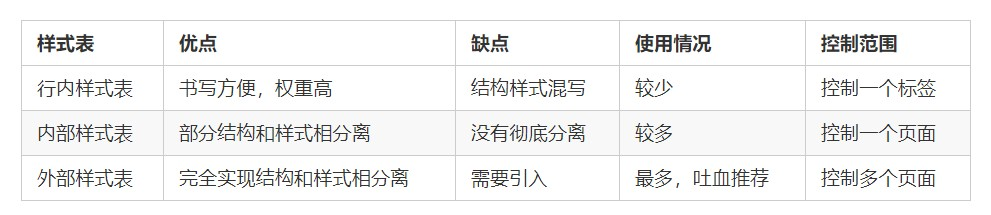 样式表 优点 缺点 使用情况 控制范围
行内样式表 书写方便，权重高 结构样式混写 较少 控制一个标签
内部样式表 部分结构和样式相分离 没有彻底分离 较多 控制一个页面
外部样式表 完全实现结构和样式相分离 需要引入 最多，吐血推荐 控制多个页面